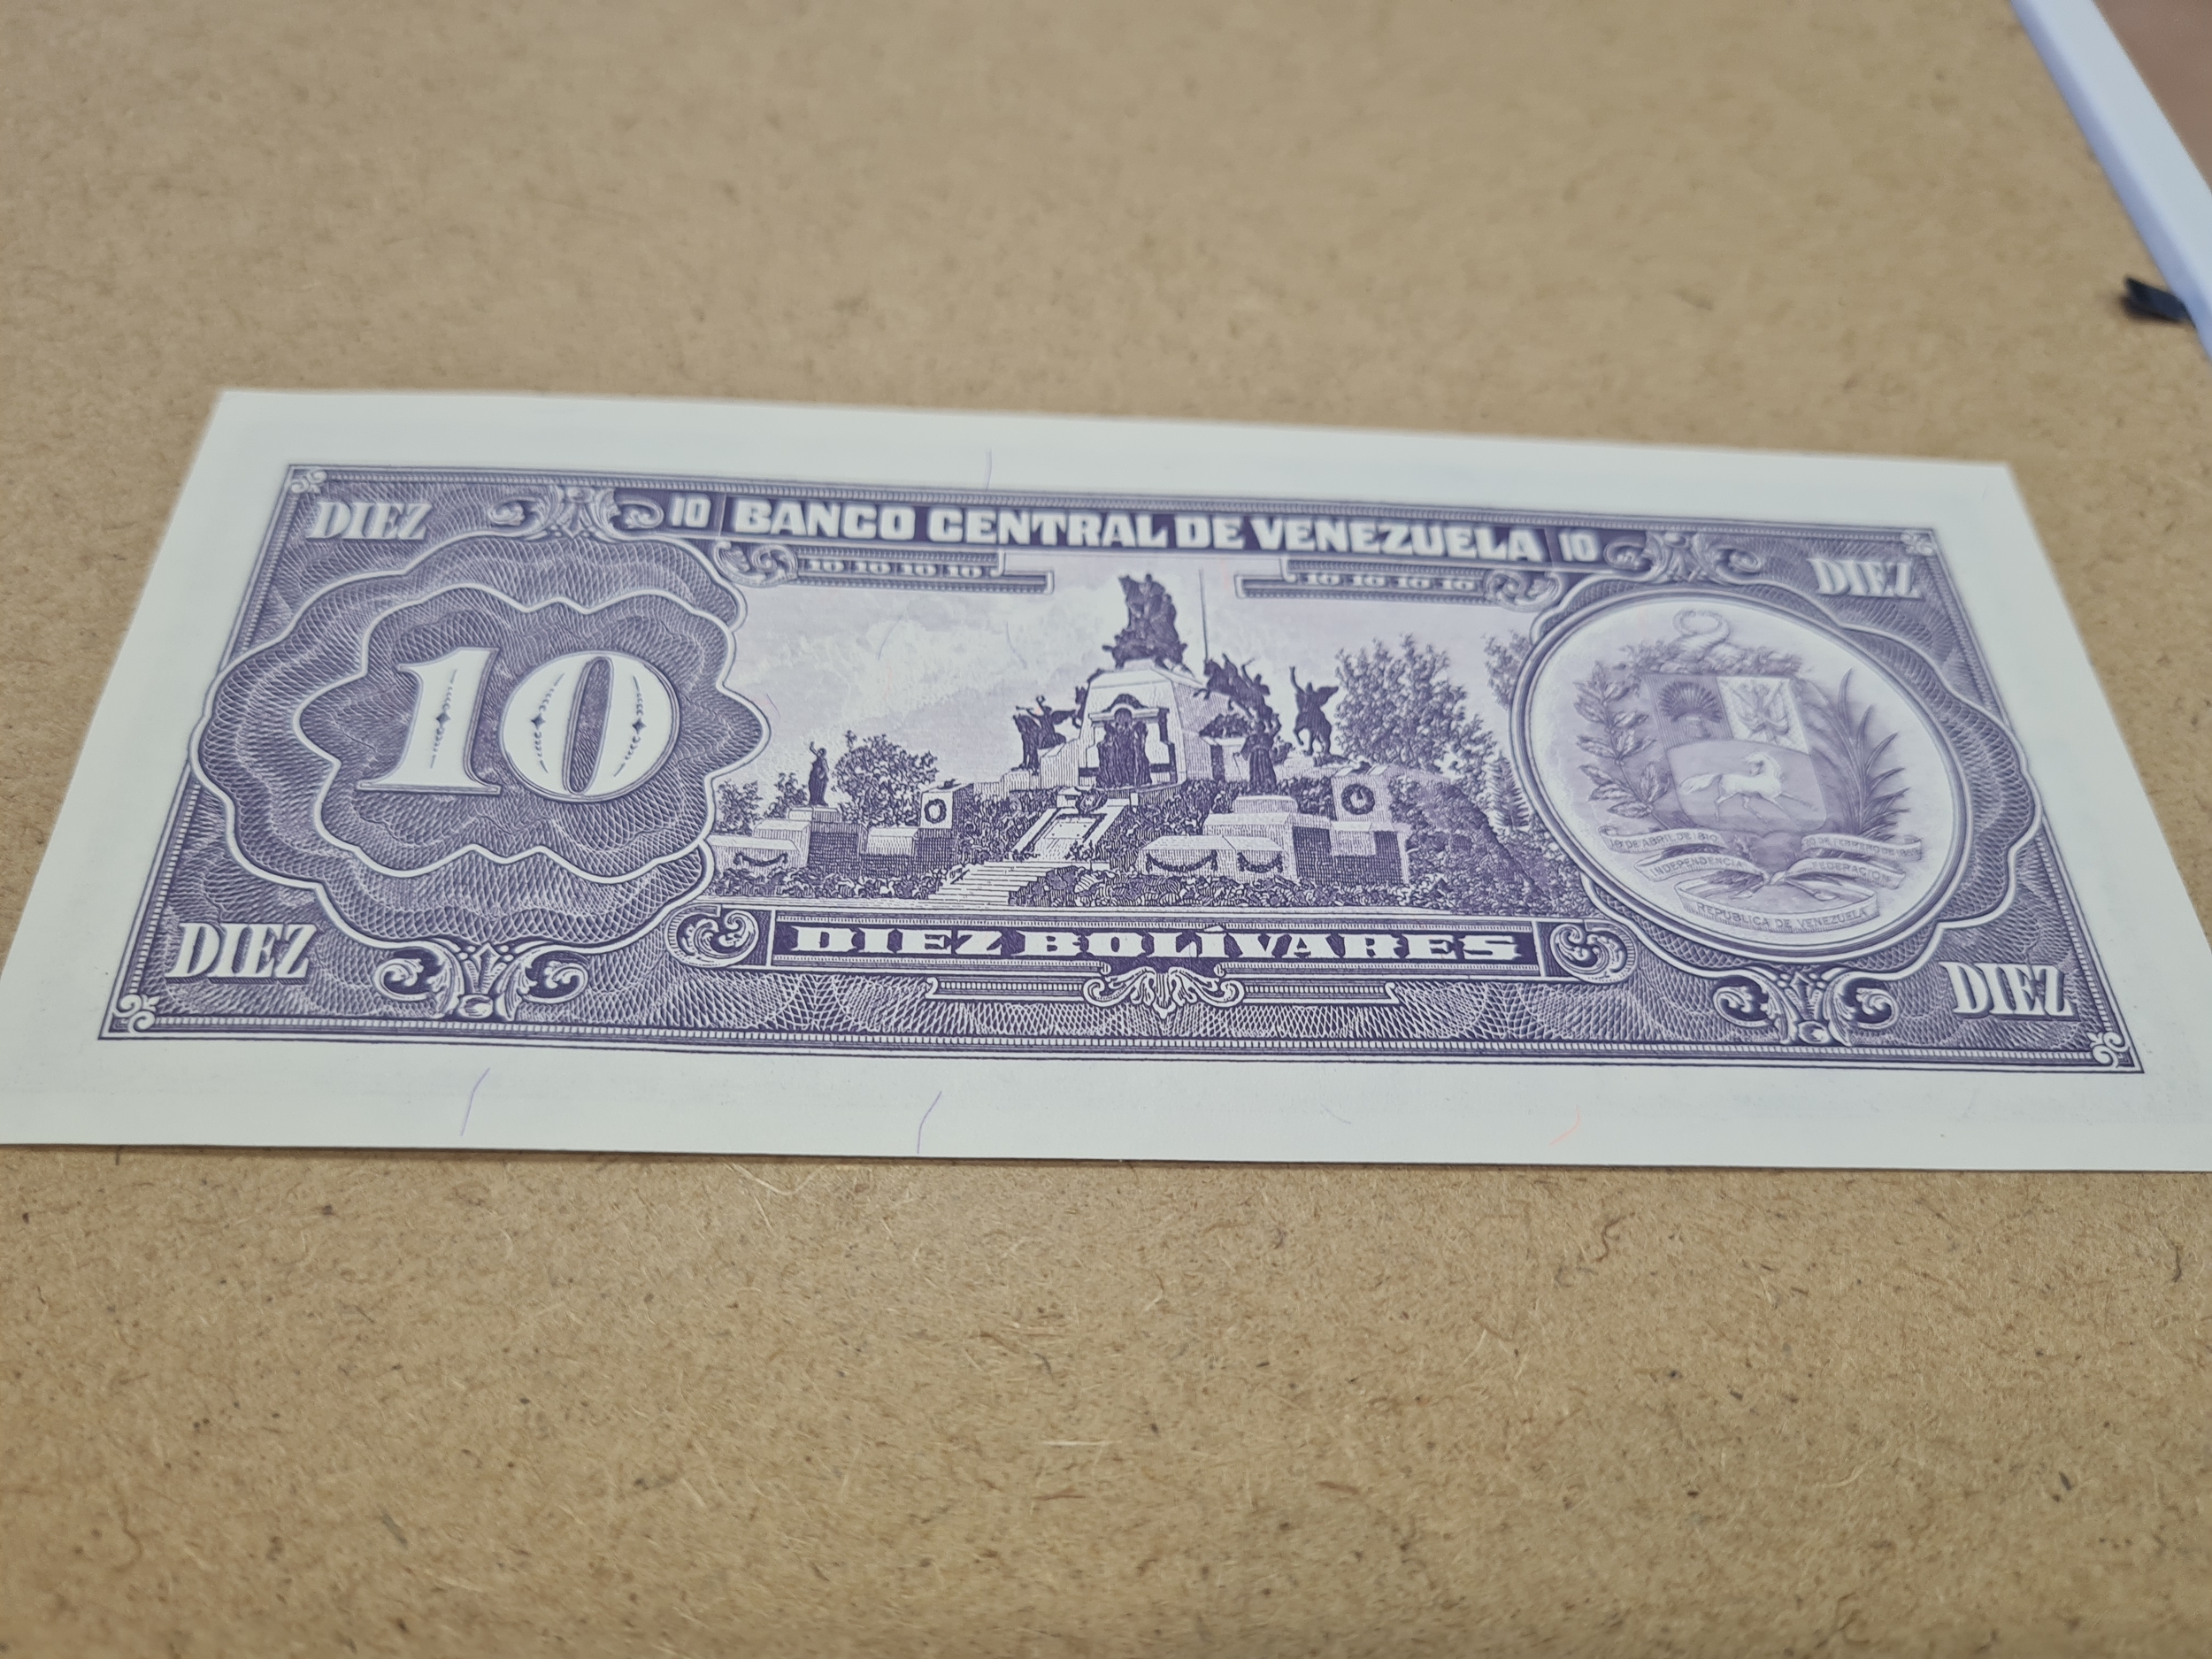 DIEZ
10 BANCO CENTRAL DE VENEZUELA 10
DIEZ
10 10 10 10
10 10 10 10
10
19 DE ABRIL DE 1810
INDEPENDENCIA
FEDERACION
REPUBLICA DE VENEZUELA
DIEZ
DIEZ BOLÍVARES
DIEZ